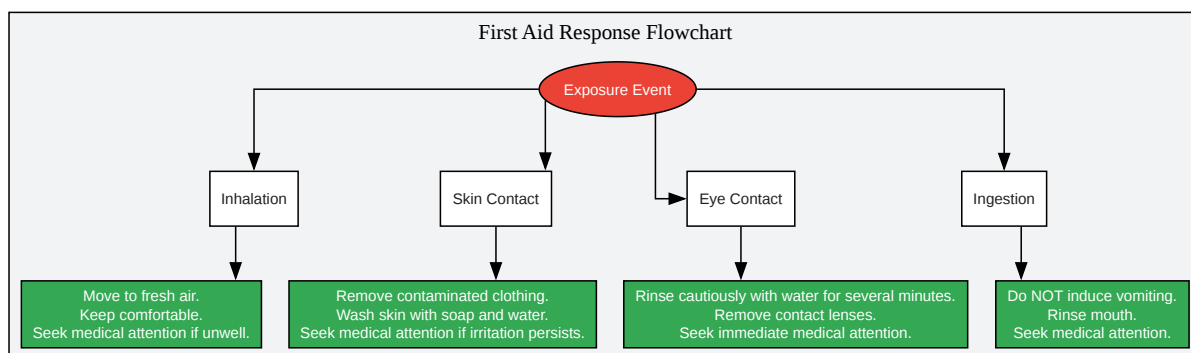 First Aid Response Flowchart
Exposure Event
Inhalation
Skin Contact
Eye Contact
Ingestion
Move to fresh air.
Keep comfortable.
Seek medical attention if unwell.
Remove contaminated clothing.
Wash skin with soap and water.
Seek medical attention if irritation persists.
Rinse cautiously with water for several minutes.
Remove contact lenses.
Seek immediate medical attention.
Do NOT induce vomiting.
Rinse mouth.
Seek medical attention.